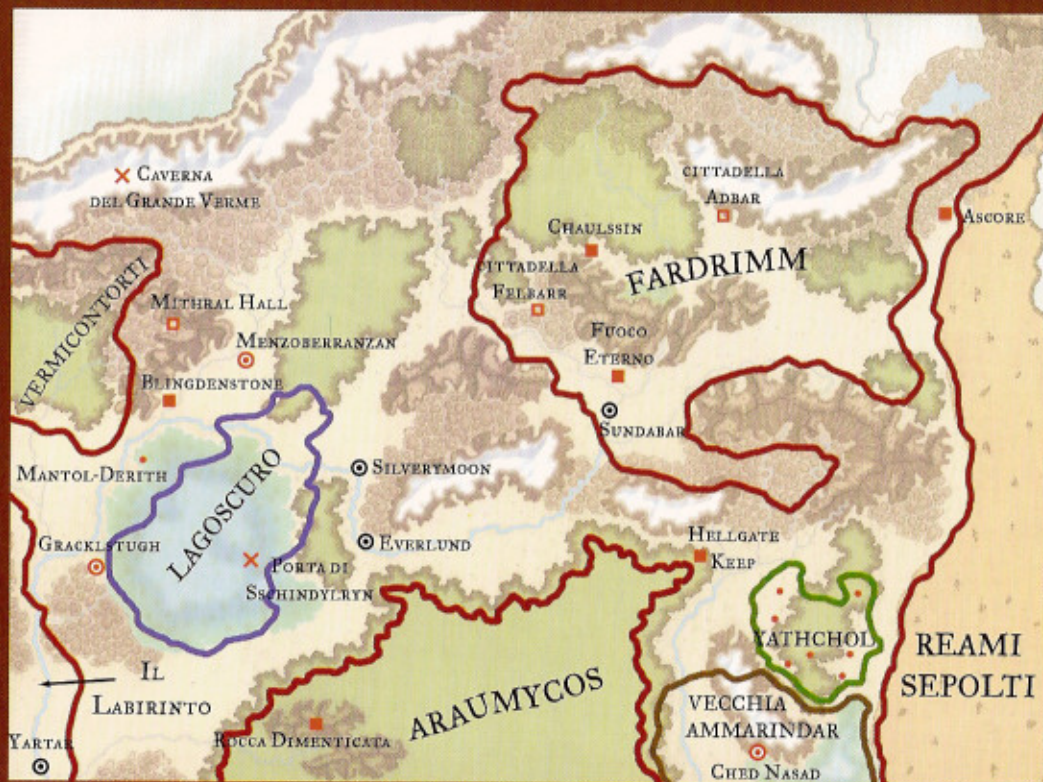 Caverna
del Grande Verme
cittadella
Adbar
Ascore
Chaulssin
cittadella
Felbarr
FARDRIMM
VERMICONTORTI
Mithral Hall
Menzoberranzan
Fuoco
Eterno
Blingdenstone
Sundabar
Mantol-Derith
Silverymoon
LAGOSCURO
Gracklstugh
Everlund
Hellgate
Keep
Porta di
Sschindylryn
YATHCHOL
REAMI
SEPOLTI
Il
Labirinto
ARAUMYCOS
VECCHIA
AMMARINDAR
Rocca Dimenticata
Yartar
Ched Nasad